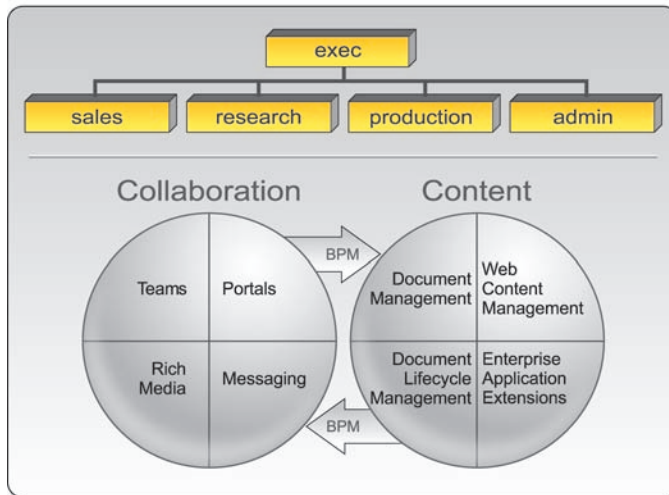 exec
sales
research
production
admin
Collaboration
Content
BPM
Teams
Portals
Rich
Media
Messaging
Document
Management
Web
Content
Management
Document
Lifecycle
Management
Enterprise
Application
Extensions
BPM